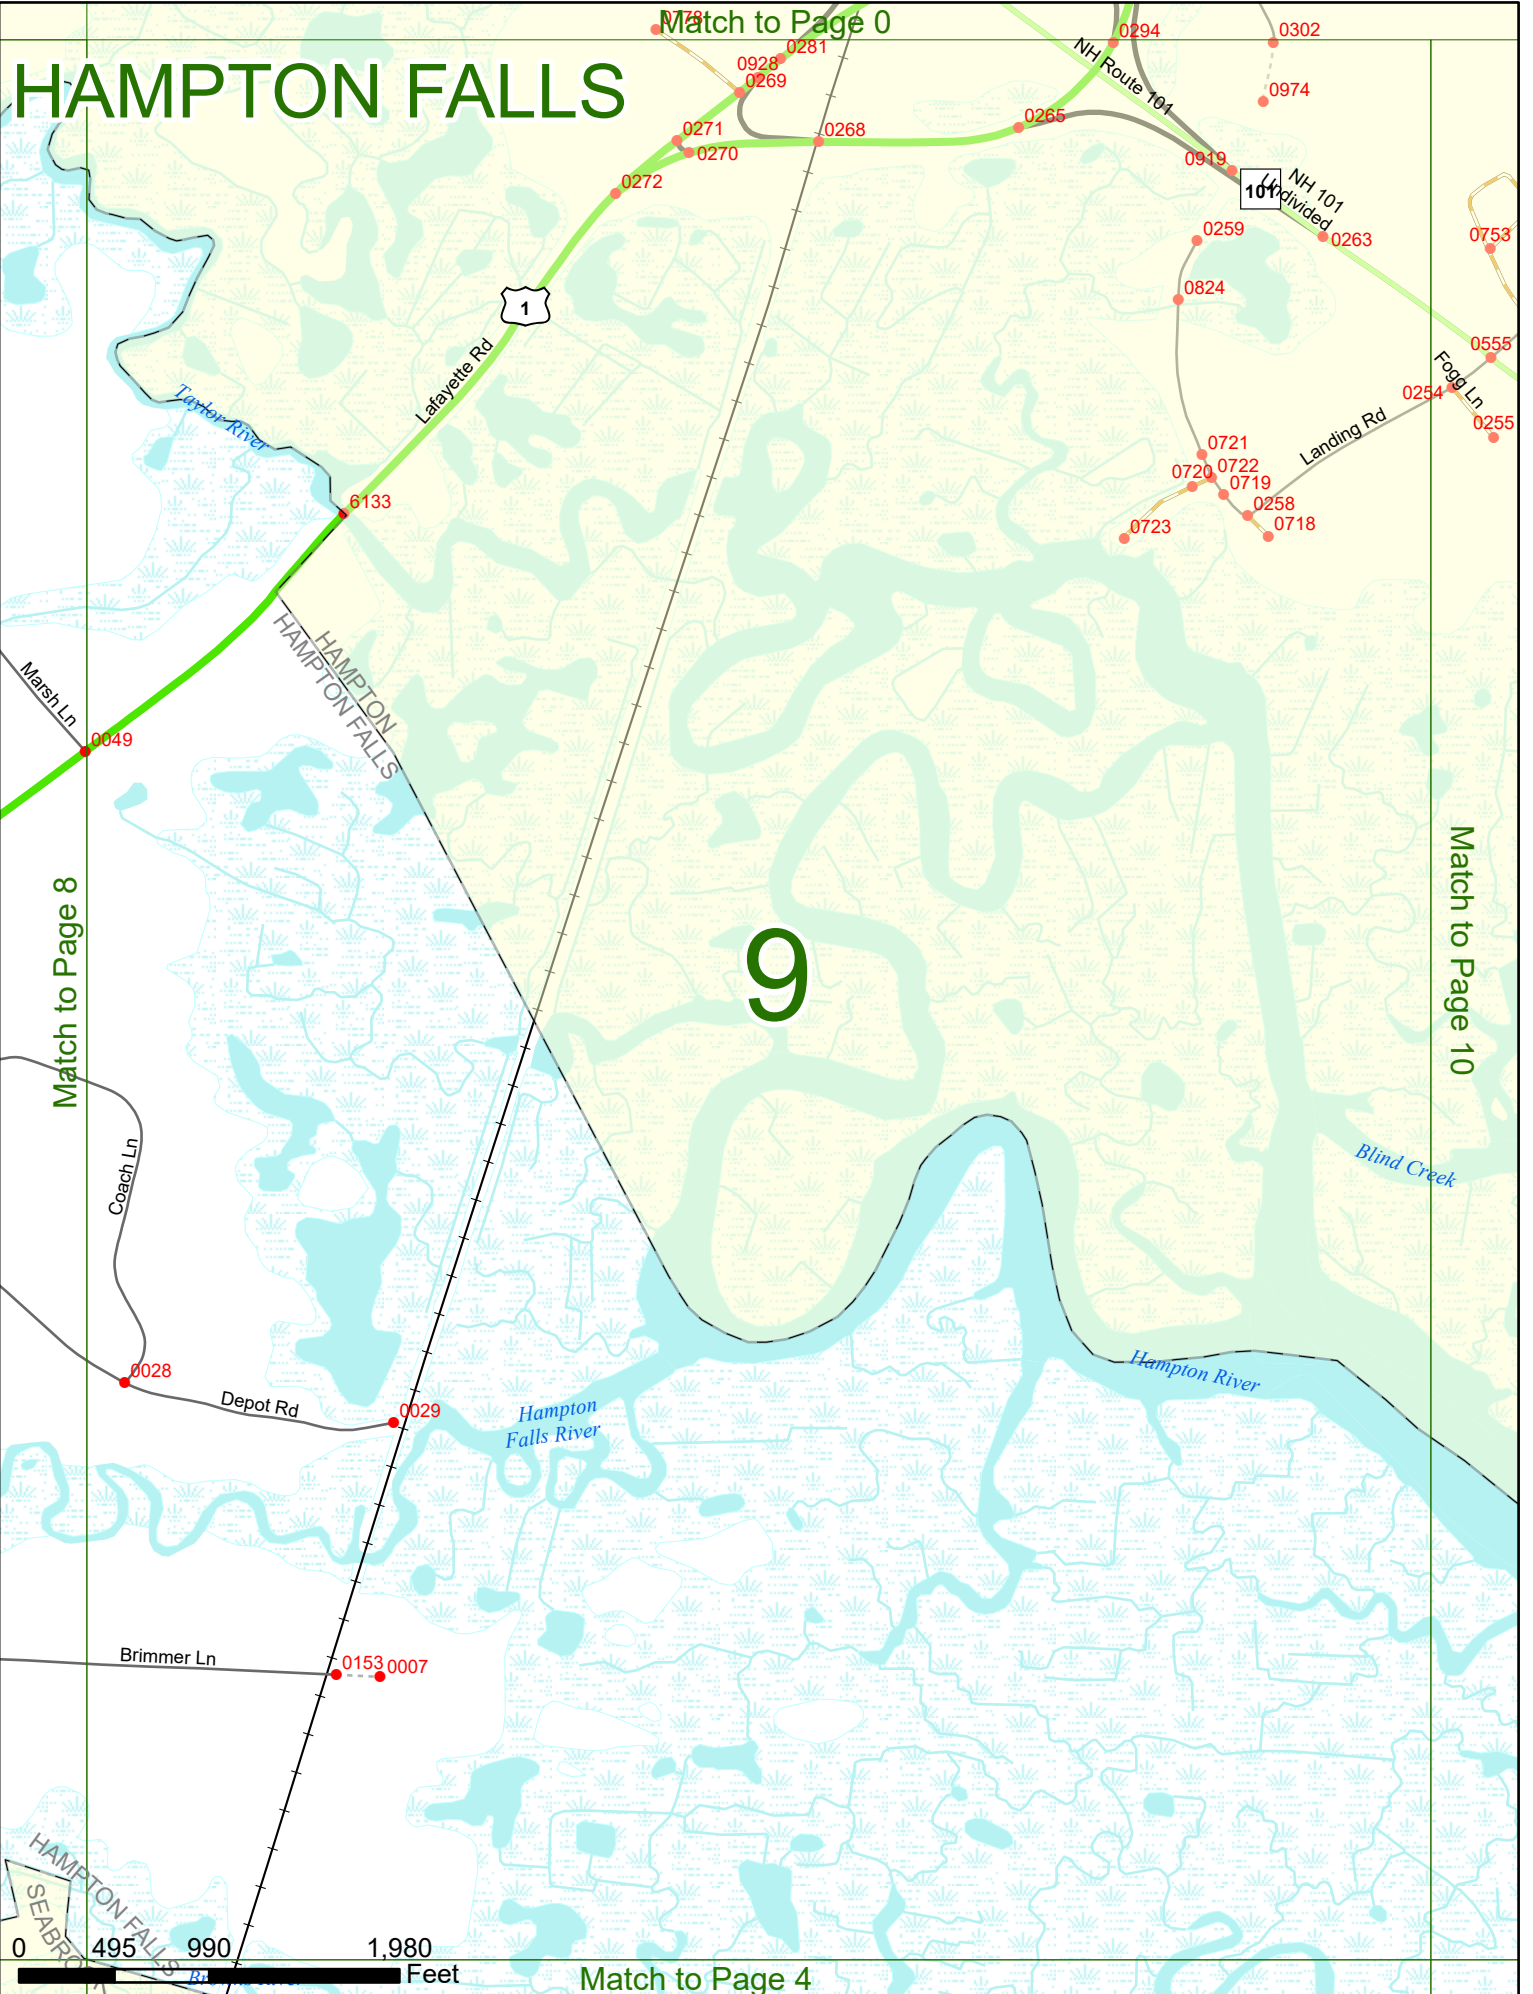 Match to Page 0
HAMPTON FALLS
0778
0281
0928
0269
0294
0302
NH Route 101
0974
0271
0270
0268
0265
0272
0919
101
NH 101
Undivided
0259
0263
0753
0824
1
Lafayette Rd
0555
Fogg Ln
0254
0255
Taylor River
Landing Rd
0721
0722
0720
0719
0258
0718
0723
6133
HAMPTON
HAMPTON FALLS
Marsh Ln
0049
Match to Page 8
9
Match to Page 10
Coach Ln
Blind Creek
0028
Depot Rd
0029
Hampton
Falls River
Hampton River
Brimmer Ln
0153
0007
HAMPTON FALLS
SEABROOK
0 495 990 1,980
Feet
Match to Page 4